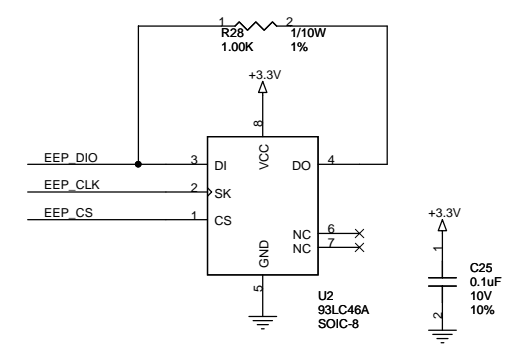 1
2
R28
1/10W
1.00K
1%
+3.3V
8
VCC
EEP_DIO
3
DI
DO
4
EEP_CLK
2
SK
EEP_CS
1
CS
NC
6
NC
7
GND
5
U2
93LC46A
SOIC-8
+3.3V
1
C25
0.1uF
10V
10%
2